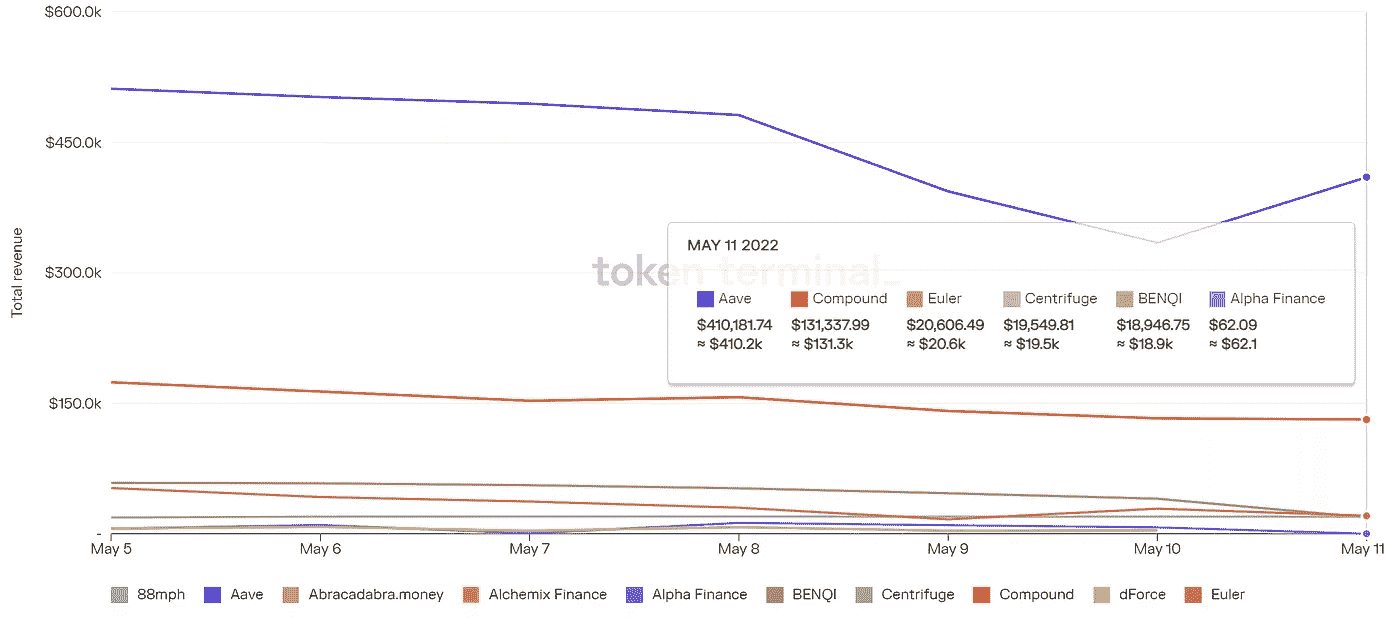 $600.0k
$450.0k
$300.0k
$150.0k
-
Total revenue
token terminal_
MAY 11 2022
Aave Compound Euler Centrifuge BENQI Alpha Finance
$410,181.74 $131,337.99 $20,606.49 $19,549.81 $18,946.75 $62.09
≈ $410.2k ≈ $131.3k ≈ $20.6k ≈ $19.5k ≈ $18.9k ≈ $62.1
May 5 May 6 May 7 May 8 May 9 May 10 May 11
88mph Aave Abracadabra.money Alchemix Finance Alpha Finance BENQI Centrifuge Compound dForce Euler